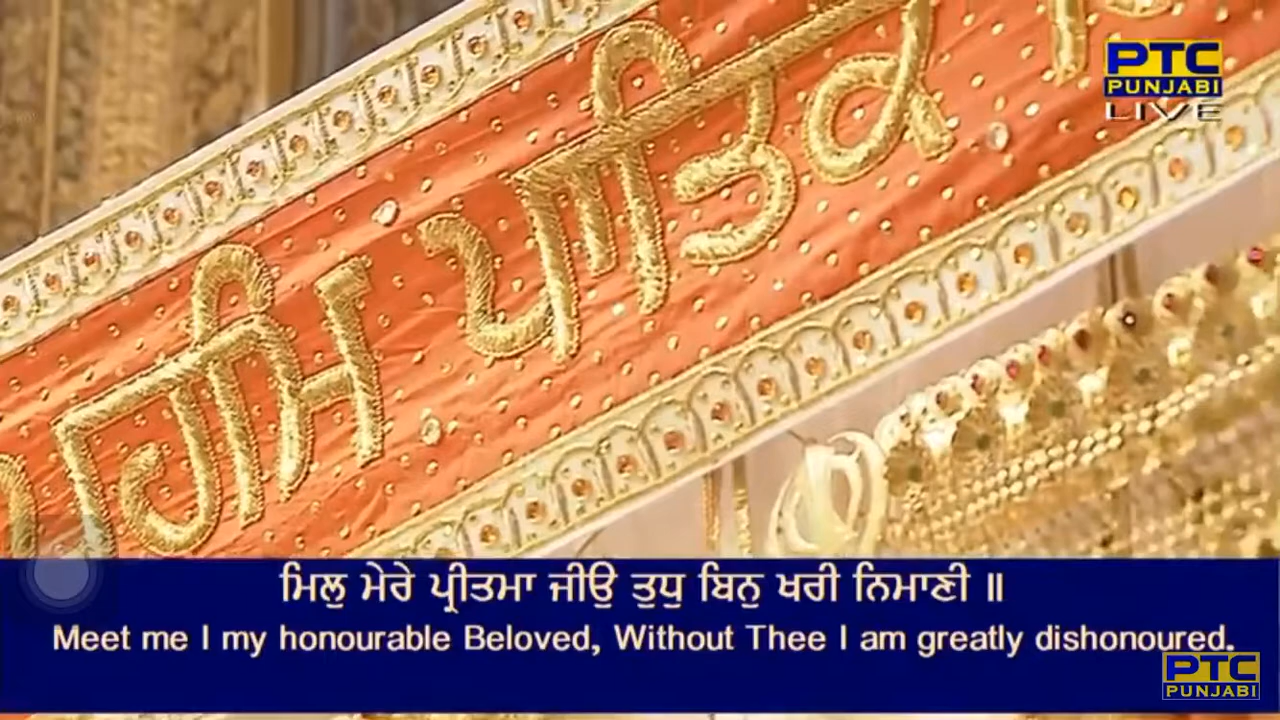 PTC
PUNJABI
LIVE
ਮਿਲੁ ਮੇਰੇ ਪ੍ਰੀਤਮਾ ਜੀਉ ਤੁਧੁ ਬਿਨੁ ਖਰੀ ਨਿਮਾਣੀ ॥
Meet me I my honourable Beloved, Without Thee I am greatly dishonoured.
PTC
PUNJABI